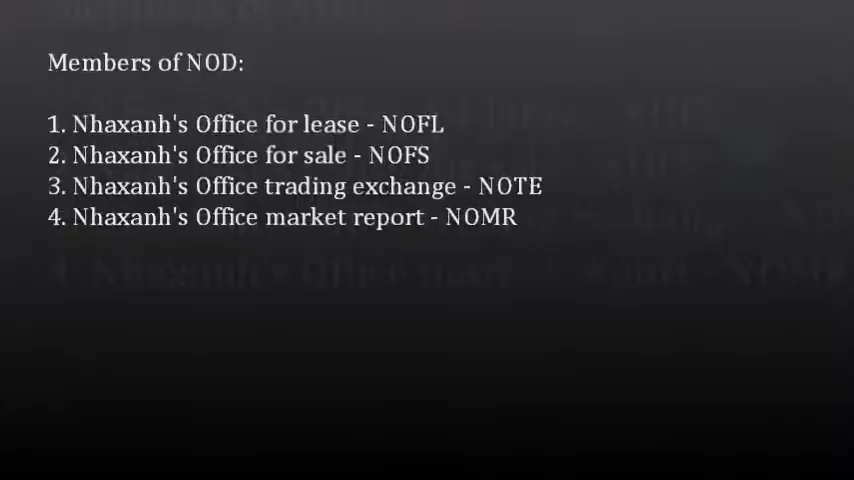 Members of NOD:
1. Nhaxanh's Office for lease - NOFL
2. Nhaxanh's Office for sale - NOFS
3. Nhaxanh's Office trading exchange - NOTE
4. Nhaxanh's Office market report - NOMR